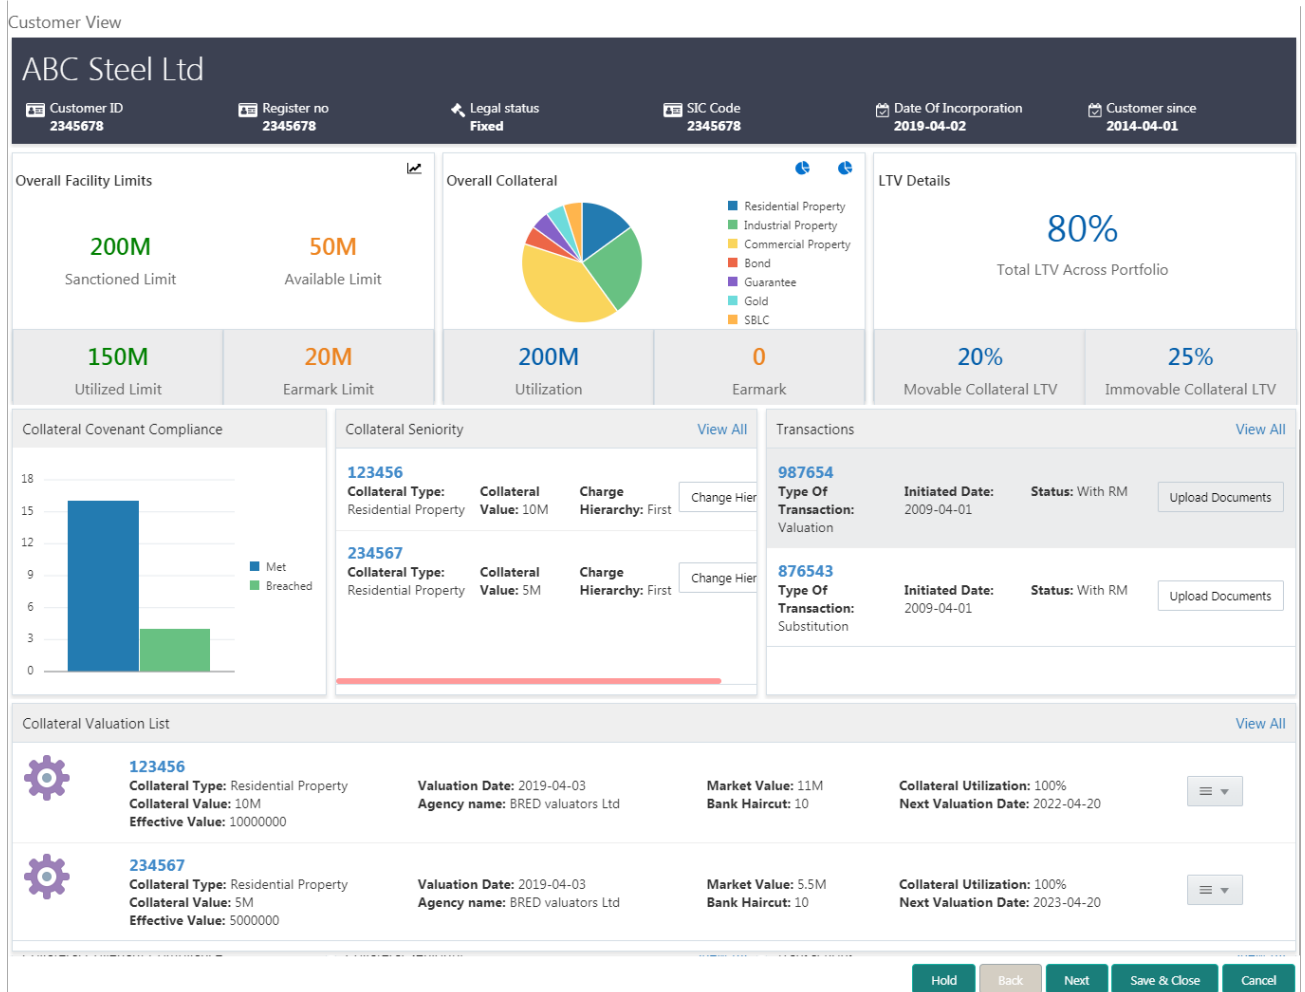 Customer View
ABC Steel Ltd
Customer ID Register no Legal status SIC Code Date Of Incorporation Customer since
2345678 2345678 Fixed 2345678 2019-04-02 2014-04-01
Overall Facility Limits
200M 50M
Sanctioned Limit Available Limit
150M 20M
Utilized Limit Earmark Limit
Overall Collateral
Residential Property
Industrial Property
Commercial Property
Bond
Guarantee
Gold
SBLC
200M 0
Utilization Earmark
LTV Details
80%
Total LTV Across Portfolio
20% 25%
Movable Collateral LTV Immovable Collateral LTV
Collateral Covenant Compliance
18
15
12
9
6
3
0
Met
Breached
Collateral Seniority View All
123456
Collateral Type: Collateral Charge
Residential Property Value: 10M Hierarchy: First Change Hier
234567
Collateral Type: Collateral Charge
Residential Property Value: 5M Hierarchy: First Change Hier
Transactions View All
987654
Type Of Initiated Date: Status: With RM Upload Documents
Transaction: 2009-04-01
Valuation
876543
Type Of Initiated Date: Status: With RM Upload Documents
Transaction: 2009-04-01
Substitution
Collateral Valuation List View All
123456
Collateral Type: Residential Property Valuation Date: 2019-04-03 Market Value: 11M Collateral Utilization: 100%
Collateral Value: 10M Agency name: BRED valuators Ltd Bank Haircut: 10 Next Valuation Date: 2022-04-20
Effective Value: 10000000
234567
Collateral Type: Residential Property Valuation Date: 2019-04-03 Market Value: 5.5M Collateral Utilization: 100%
Collateral Value: 5M Agency name: BRED valuators Ltd Bank Haircut: 10 Next Valuation Date: 2023-04-20
Effective Value: 5000000
Hold Back Next Save & Close Cancel